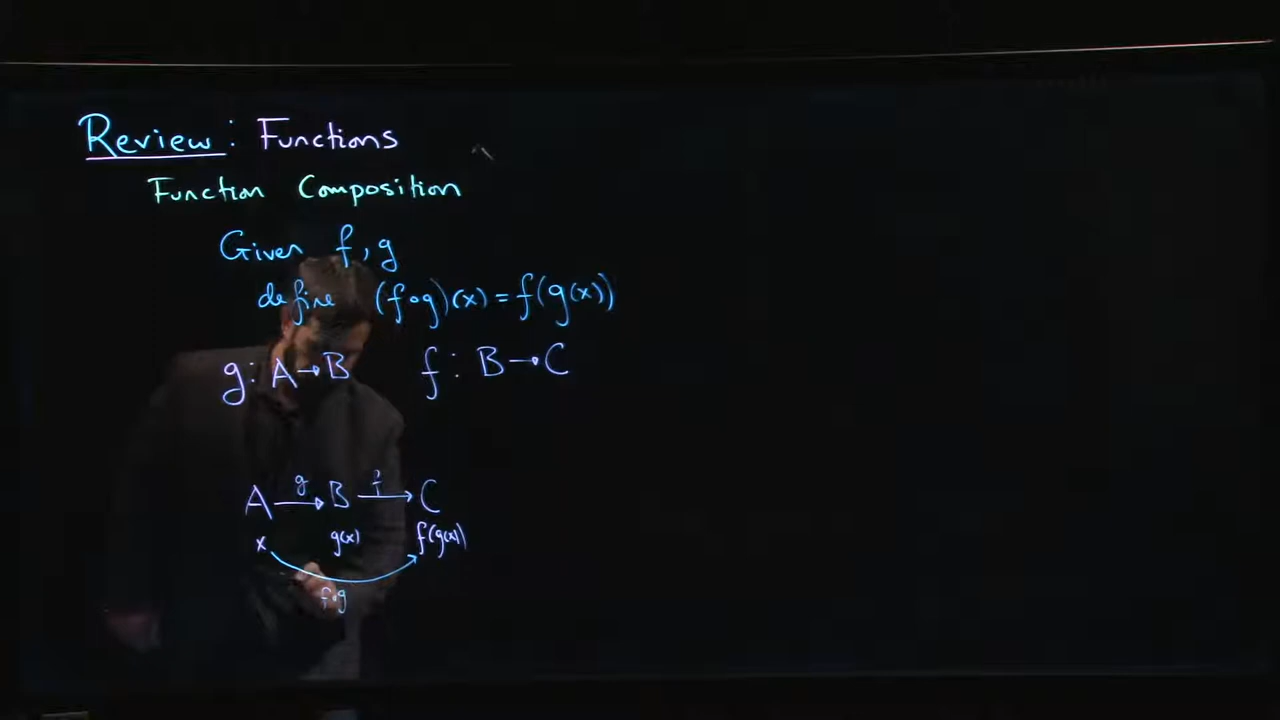 Review: Functions
Function Composition
Given f, g
define (f∘g)(x) = f(g(x))
g: A→B f: B→C
A g→ B f→ C
x g(x) f(g(x))
f∘g